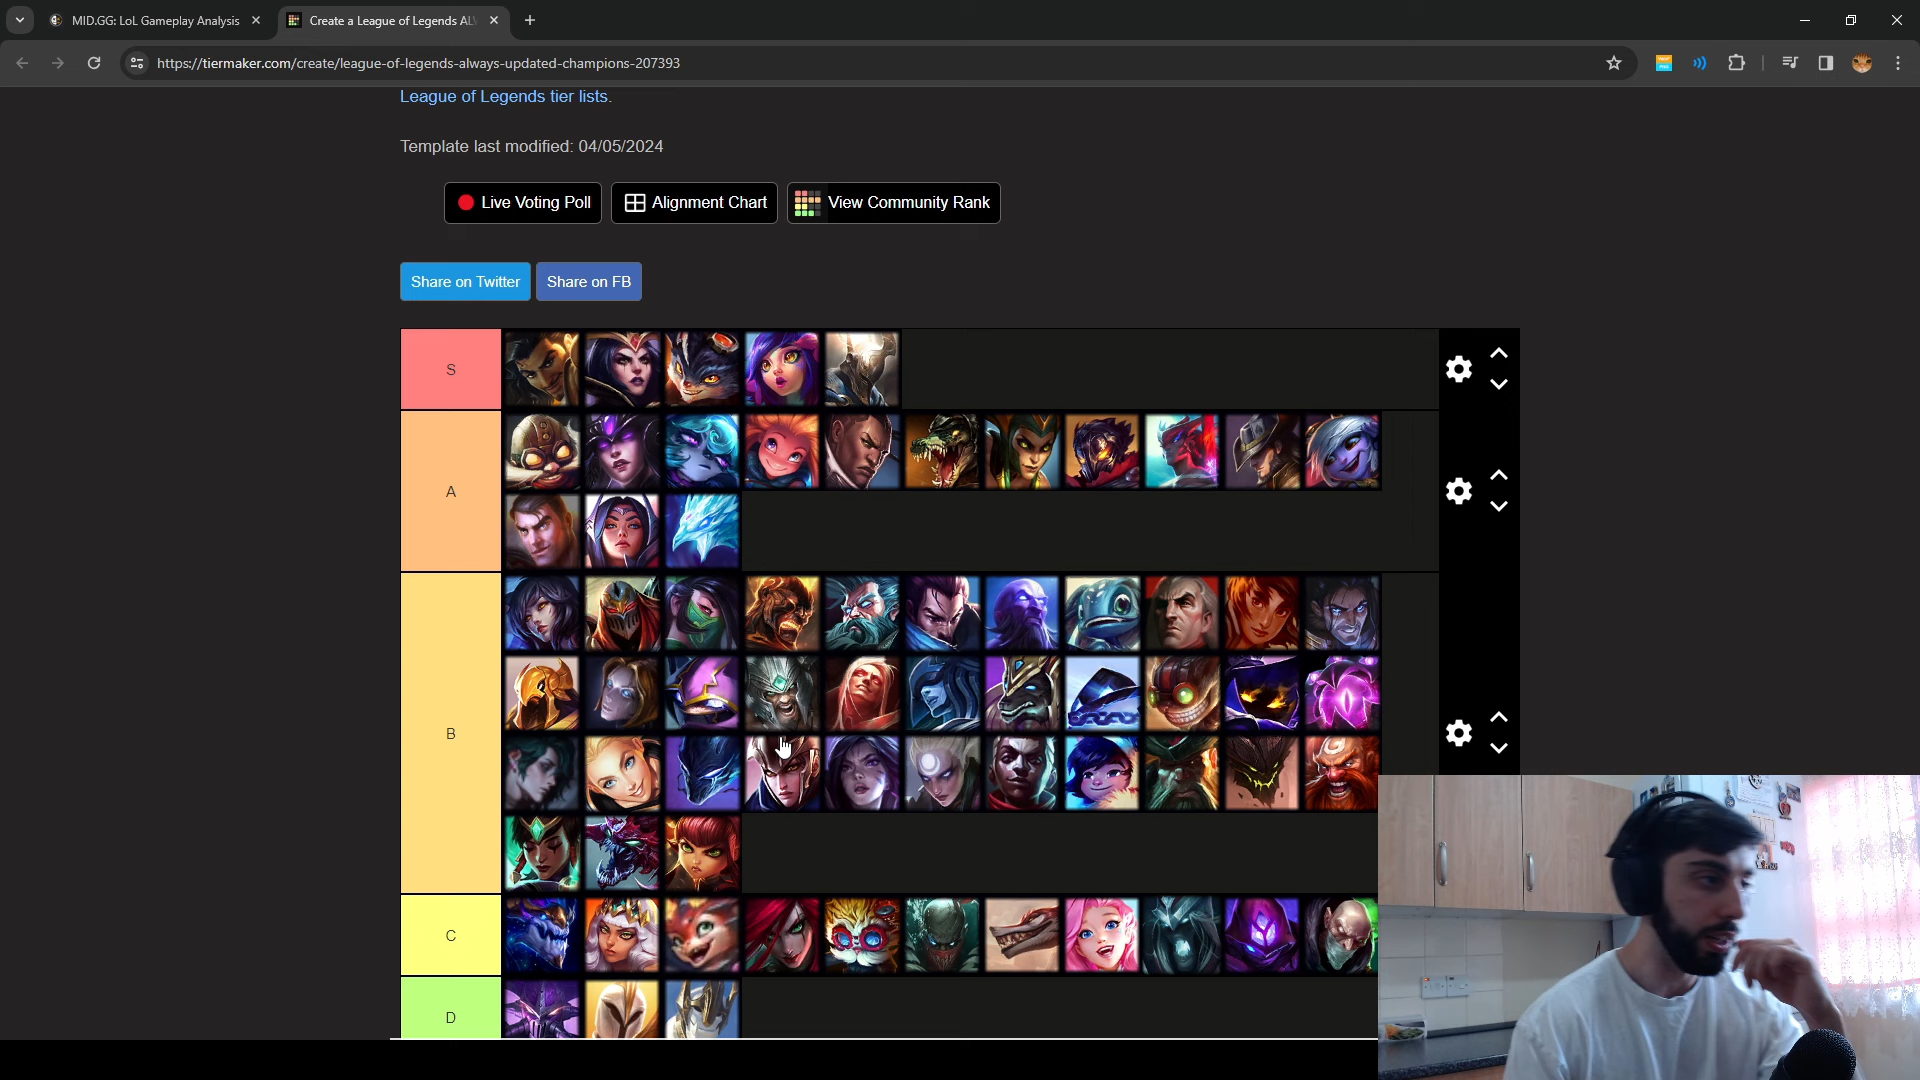 MID.GG: LoL Gameplay Analysis
Create a League of Legends AL
https://tiermaker.com/create/league-of-legends-always-updated-champions-207393
League of Legends tier lists.
Template last modified: 04/05/2024
Live Voting Poll
Alignment Chart
View Community Rank
Share on Twitter
Share on FB
S
A
B
C
D